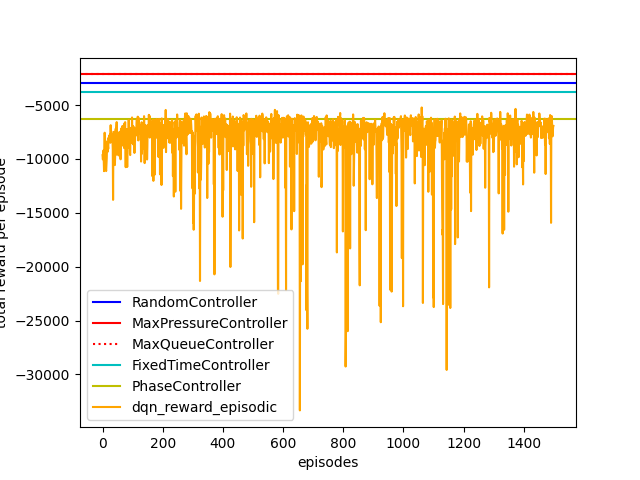 −5000
−10000
−15000
−20000
−25000
−30000
total reward per episode
RandomController
MaxPressureController
MaxQueueController
FixedTimeController
PhaseController
dqn_reward_episodic
0
200
400
600
800
1000
1200
1400
episodes